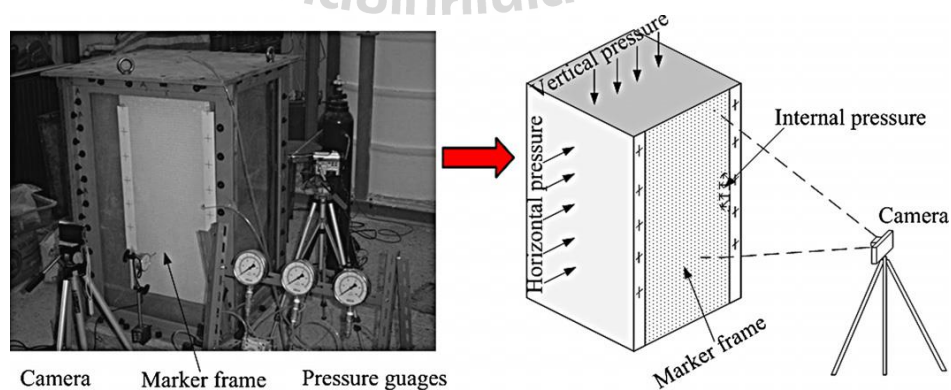 Vertical pressure
Horizontal pressure
Internal pressure
Camera
Marker frame
Camera
Marker frame
Pressure guages